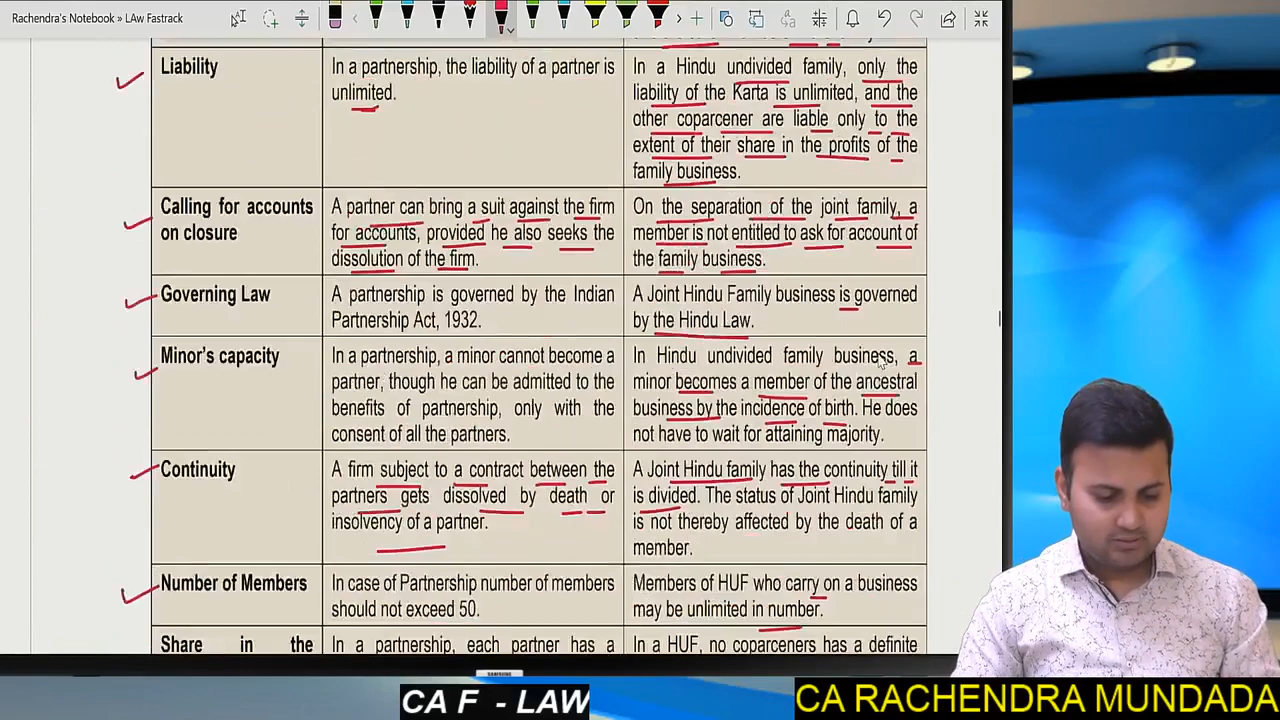 Rachendra's Notebook » LAw Fastrack
Liability
In a partnership, the liability of a partner is
unlimited.
In a Hindu undivided family, only the
liability of the Karta is unlimited, and the
other coparcener are liable only to the
extent of their share in the profits of the
family business.
Calling for accounts
on closure
A partner can bring a suit against the firm
for accounts, provided he also seeks the
dissolution of the firm.
On the separation of the joint family, a
member is not entitled to ask for account of
the family business.
Governing Law
A partnership is governed by the Indian
Partnership Act, 1932.
A Joint Hindu Family business is governed
by the Hindu Law.
Minor's capacity
In a partnership, a minor cannot become a
partner, though he can be admitted to the
benefits of partnership, only with the
consent of all the partners.
In Hindu undivided family business, a
minor becomes a member of the ancestral
business by the incidence of birth. He does
not have to wait for attaining majority.
Continuity
A firm subject to a contract between the
partners gets dissolved by death or
insolvency of a partner.
A Joint Hindu family has the continuity till it
is divided. The status of Joint Hindu family
is not thereby affected by the death of a
member.
Number of Members
In case of Partnership number of members
should not exceed 50.
Members of HUF who carry on a business
may be unlimited in number.
Share in the
In a partnership, each partner has a
In a HUF, no coparceners has a definite
SAMSUNG
CA F - LAW
CA RACHENDRA MUNDADA